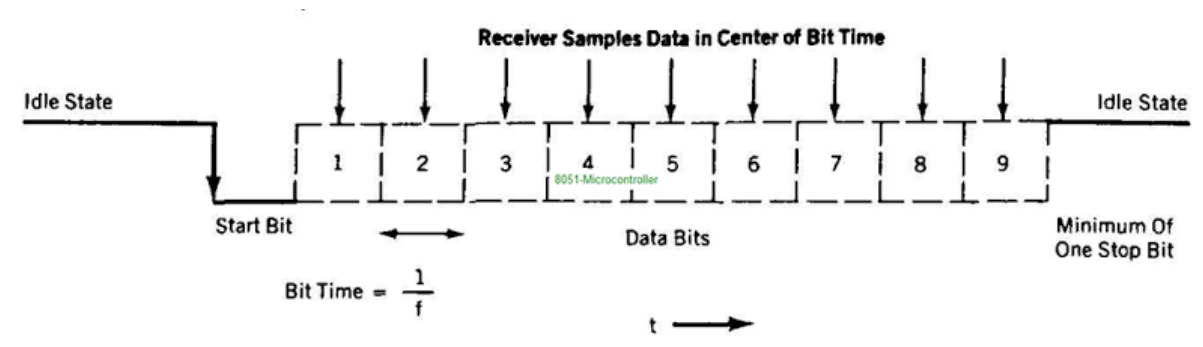 Receiver Samples Data in Center of Bit Time
Idle State
Idle State
1 2 3 4 5 6 7 8 9
8051-Microcontroller
Start Bit
Data Bits
Minimum Of
One Stop Bit
Bit Time = 1
f
t